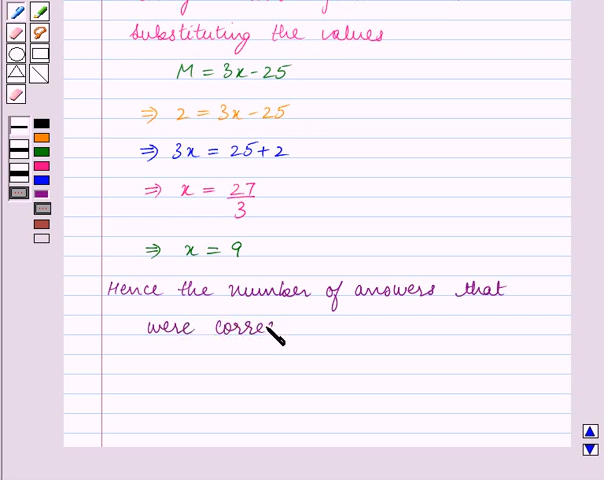 substituting the values
M = 3x - 25
⇒ 2 = 3x - 25
⇒ 3x = 25 + 2
⇒ x = 27/3
⇒ x = 9
Hence the number of answers that
were corre